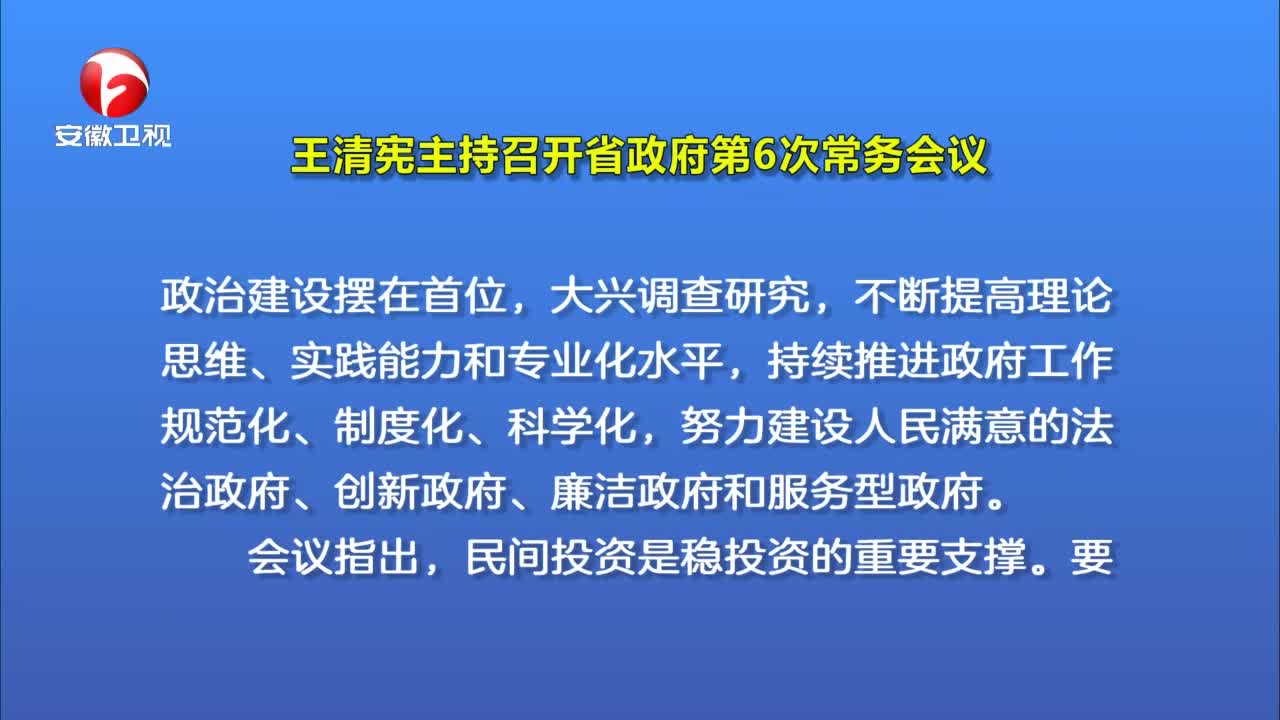 安徽卫视
王清宪主持召开省政府第6次常务会议
政治建设摆在首位，大兴调查研究，不断提高理论
思维、实践能力和专业化水平，持续推进政府工作
规范化、制度化、科学化，努力建设人民满意的法
治政府、创新政府、廉洁政府和服务型政府。
会议指出，民间投资是稳投资的重要支撑。要